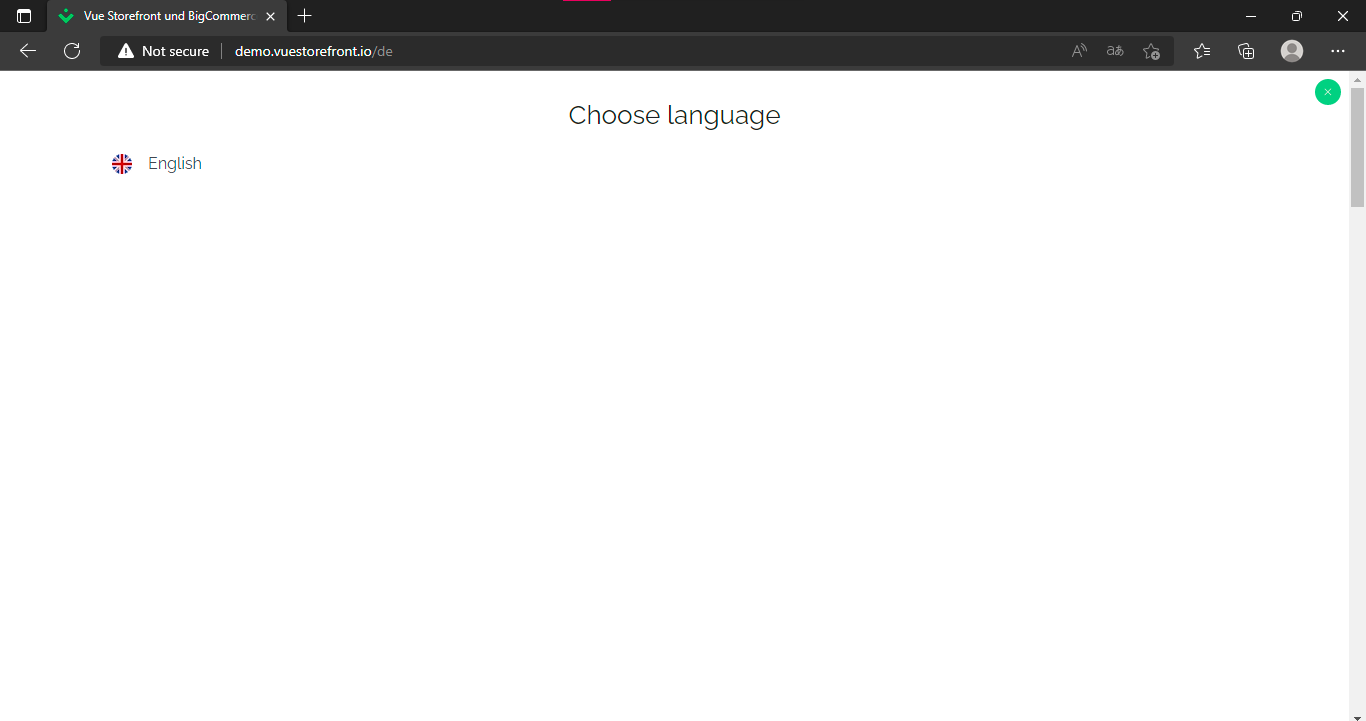 Vue Storefront und BigCommerc
Not secure
demo.vuestorefront.io/de
Choose language
English